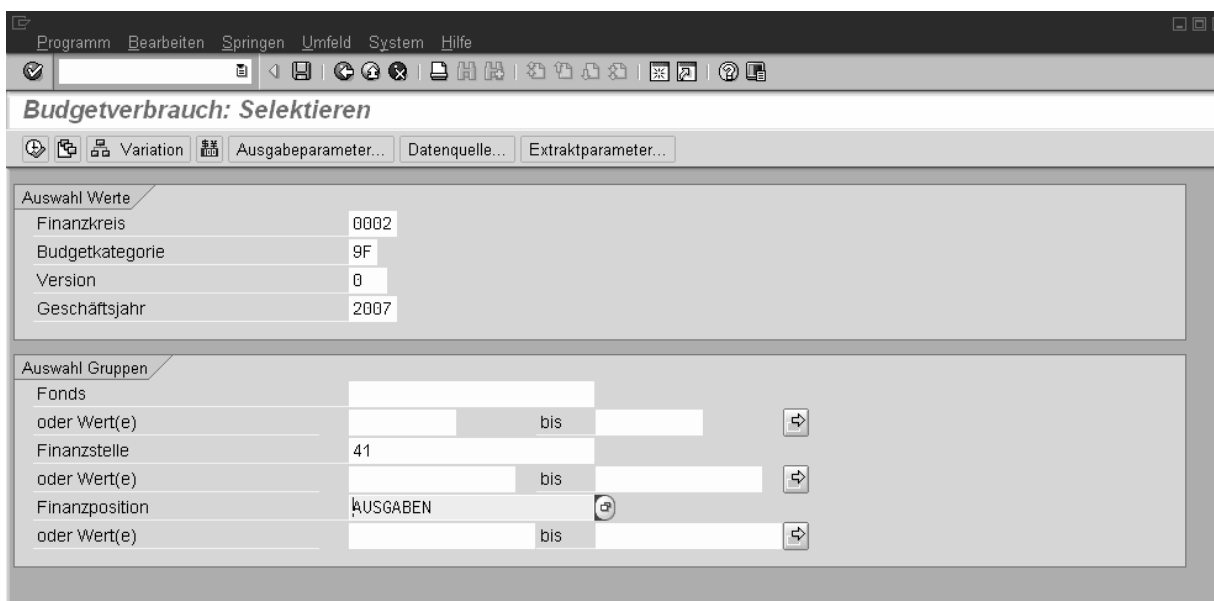 Programm Bearbeiten Springen Umfeld System Hilfe
Budgetverbrauch: Selektieren
Variation Ausgabeparameter... Datenquelle... Extraktparameter...
Auswahl Werte
Finanzkreis 0002
Budgetkategorie 9F
Version 0
Geschäftsjahr 2007
Auswahl Gruppen
Fonds
oder Wert(e) bis
Finanzstelle 41
oder Wert(e) bis
Finanzposition AUSGABEN
oder Wert(e) bis